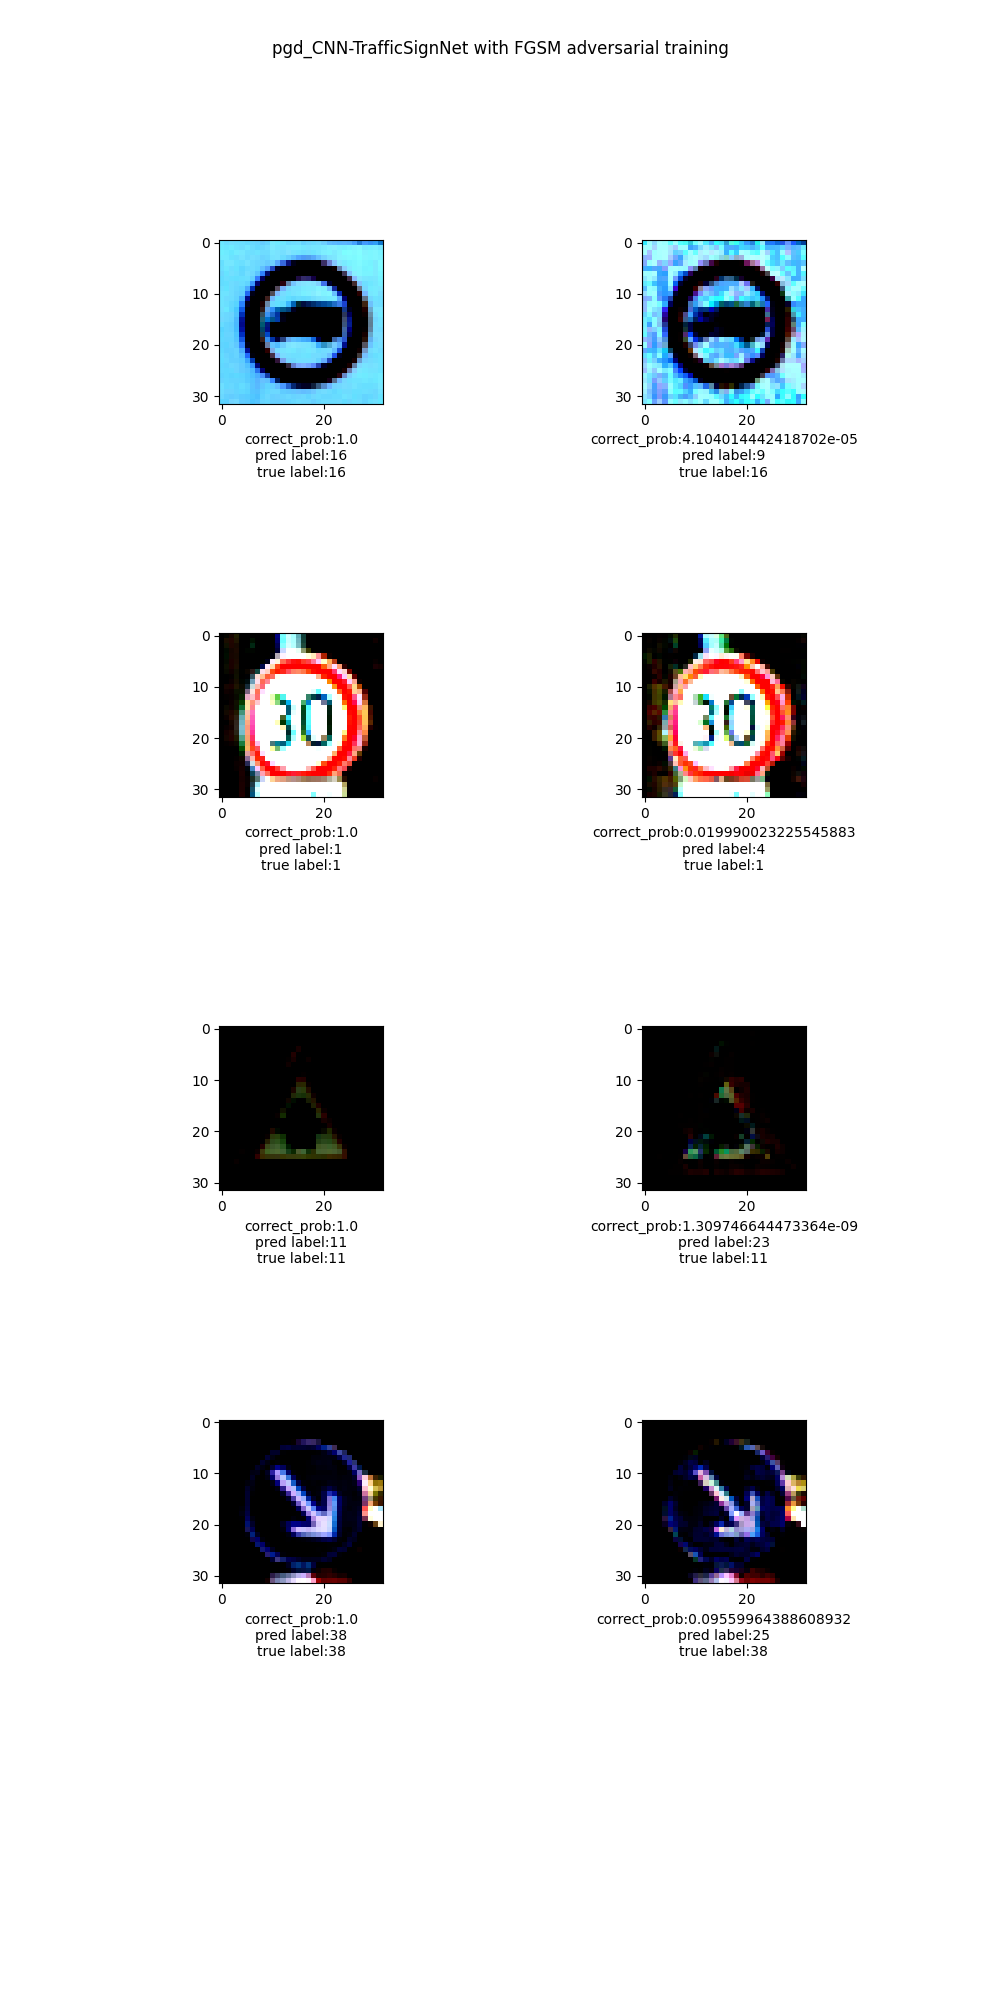 pgd_CNN-TrafficSignNet with FGSM adversarial training
0
10
20
30
0 20
correct_prob:1.0
pred label:16
true label:16
0
10
20
30
0 20
correct_prob:4.104014442418702e-05
pred label:9
true label:16
0
10
20
30
30
0 20
correct_prob:1.0
pred label:1
true label:1
0
10
20
30
30
0 20
correct_prob:0.019990023225545883
pred label:4
true label:1
0
10
20
30
0 20
correct_prob:1.0
pred label:11
true label:11
0
10
20
30
0 20
correct_prob:1.309746644473364e-09
pred label:23
true label:11
0
10
20
30
0 20
correct_prob:1.0
pred label:38
true label:38
0
10
20
30
0 20
correct_prob:0.09559964388608932
pred label:25
true label:38